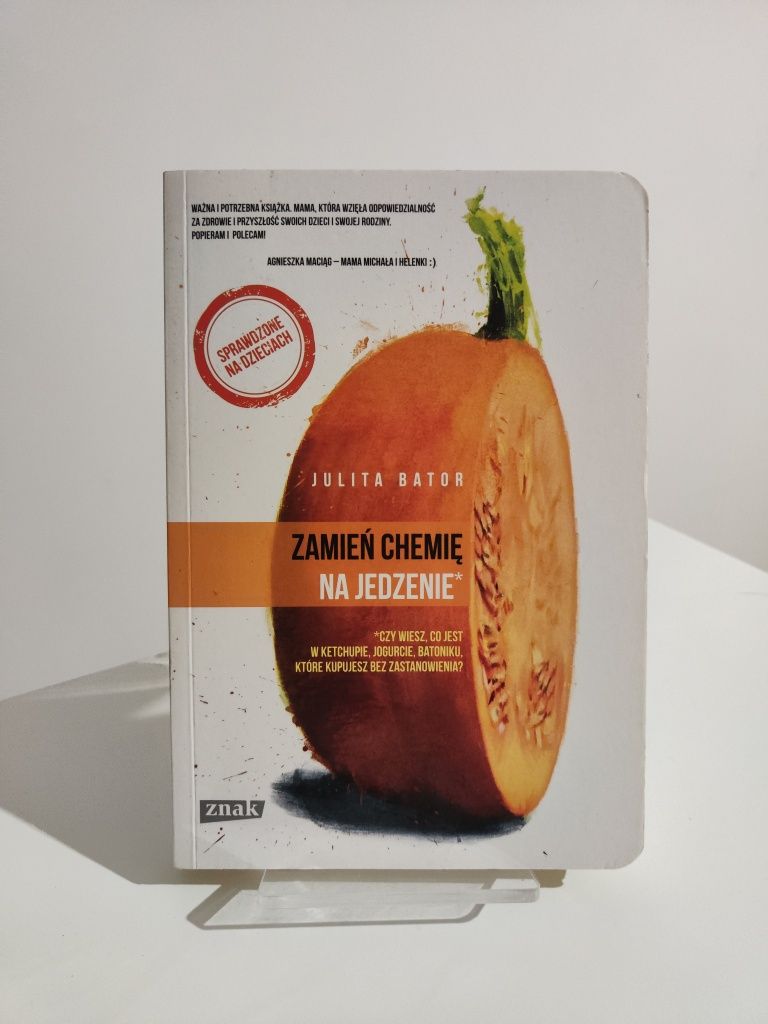 WAŻNA I POTRZEBNA KSIĄŻKA. MAMA, KTÓRA WZIĘŁA ODPOWIEDZIALNOŚĆ
ZA ZDROWIE I PRZYSZŁOŚĆ SWOICH DZIECI I SWOJEJ RODZINY.
POPIERAM I POLECAM!
AGNIESZKA MACIĄG – MAMA MICHAŁA I HELENKI :)
SPRAWDZONE
NA DZIECIACH
JULITA BATOR
ZAMIEŃ CHEMIĘ
NA JEDZENIE*
*CZY WIESZ, CO JEST
W KETCHUPIE, JOGURCIE, BATONIKU,
KTÓRE KUPUJESZ BEZ ZASTANOWIENIA?
znak